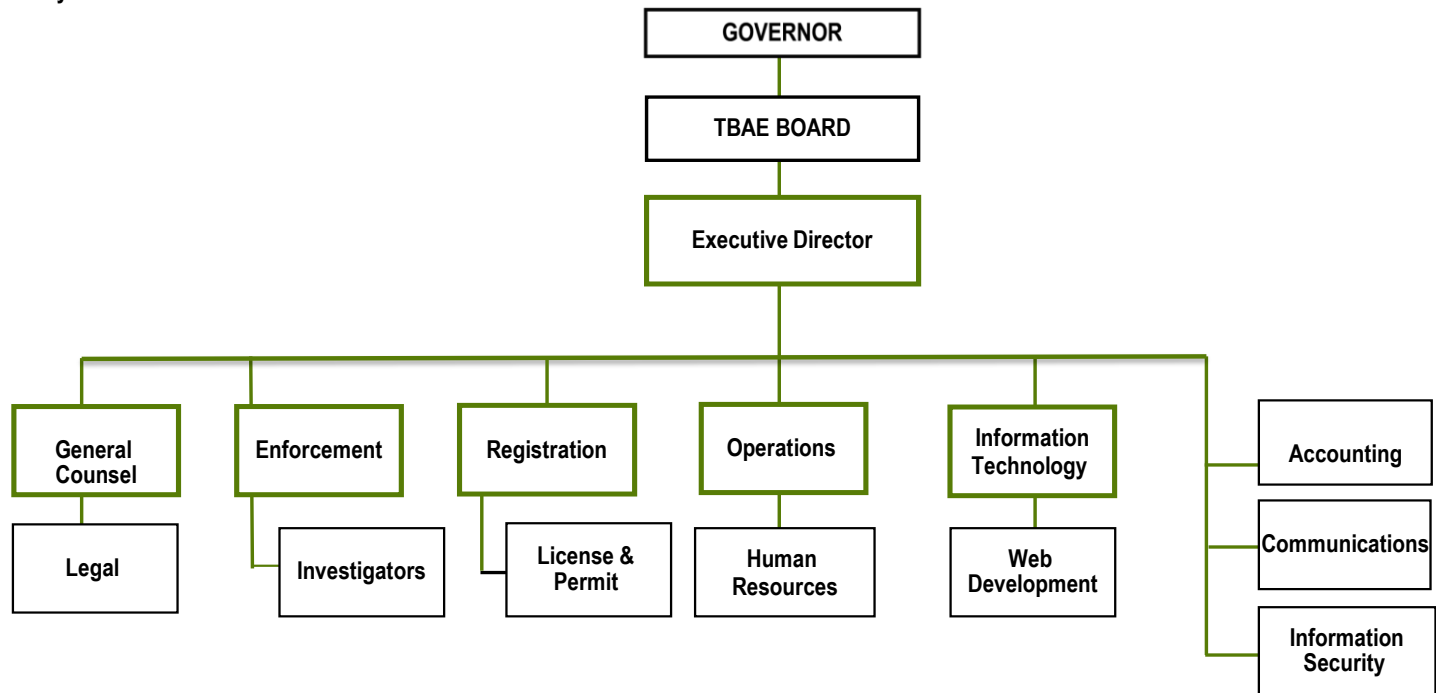 GOVERNOR
TBAE BOARD
Executive Director
General
Counsel
Enforcement
Registration
Operations
Information
Technology
Accounting
Legal
Investigators
License &
Permit
Human
Resources
Web
Development
Communications
Information
Security